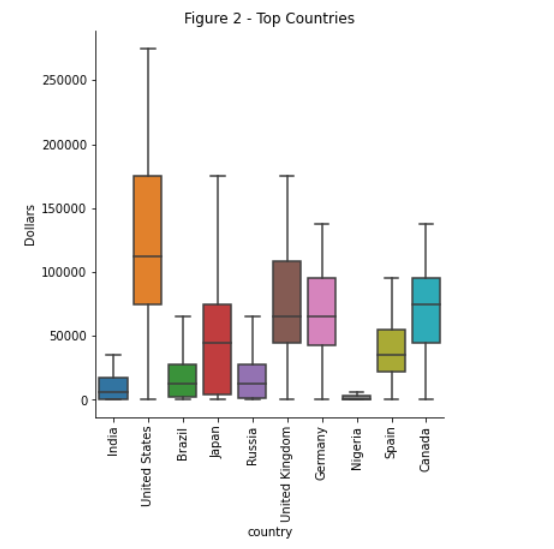 Figure 2 - Top Countries
Dollars
250000
200000
150000
100000
50000
0
India
United States
Brazil
Japan
Russia
United Kingdom
Germany
Nigeria
Spain
Canada
country